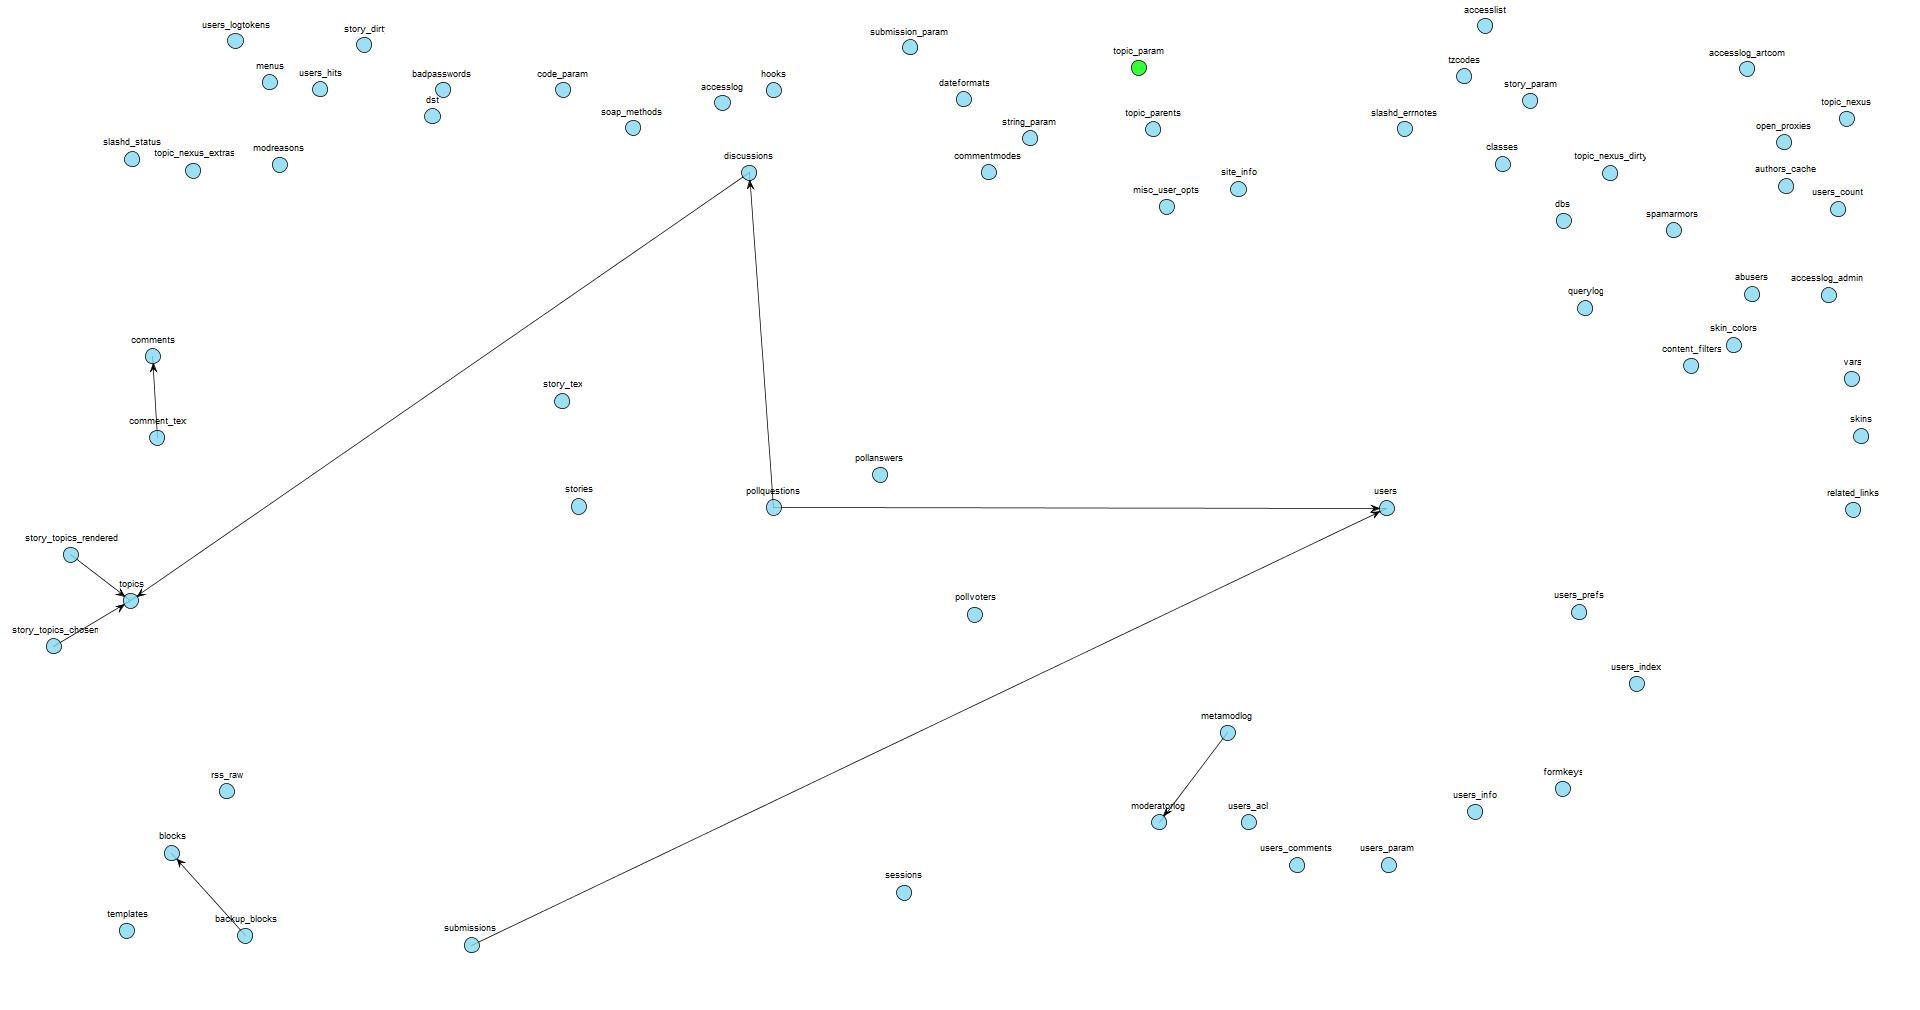 accesslist
users_logtokens
story_dirt
submission_param
topic_param
accesslog_artcom
tzcodes
menus
users_hits
badpasswords
code_param
hooks
accesslog
dateformats
story_param
dst
topic_nexus
soap_methods
string_param
topic_parents
slashd_errnotes
open_proxies
slashd_status
topic_nexus_extras
modreasons
discussions
commentmodes
classes
topic_nexus_dirty
site_info
authors_cache
misc_user_opts
users_count
dbs
spamarmors
abusers
accesslog_admin
querylog
skin_colors
comments
content_filters
vars
story_tex
comment_tex
skins
pollanswers
stories
pollquestions
users
related_links
story_topics_rendered
topics
pollvoters
users_prefs
story_topics_chosen
users_index
metamodlog
rss_raw
formkeys
users_info
moderatorlog
users_acl
blocks
users_comments
users_param
sessions
templates
backup_blocks
submissions